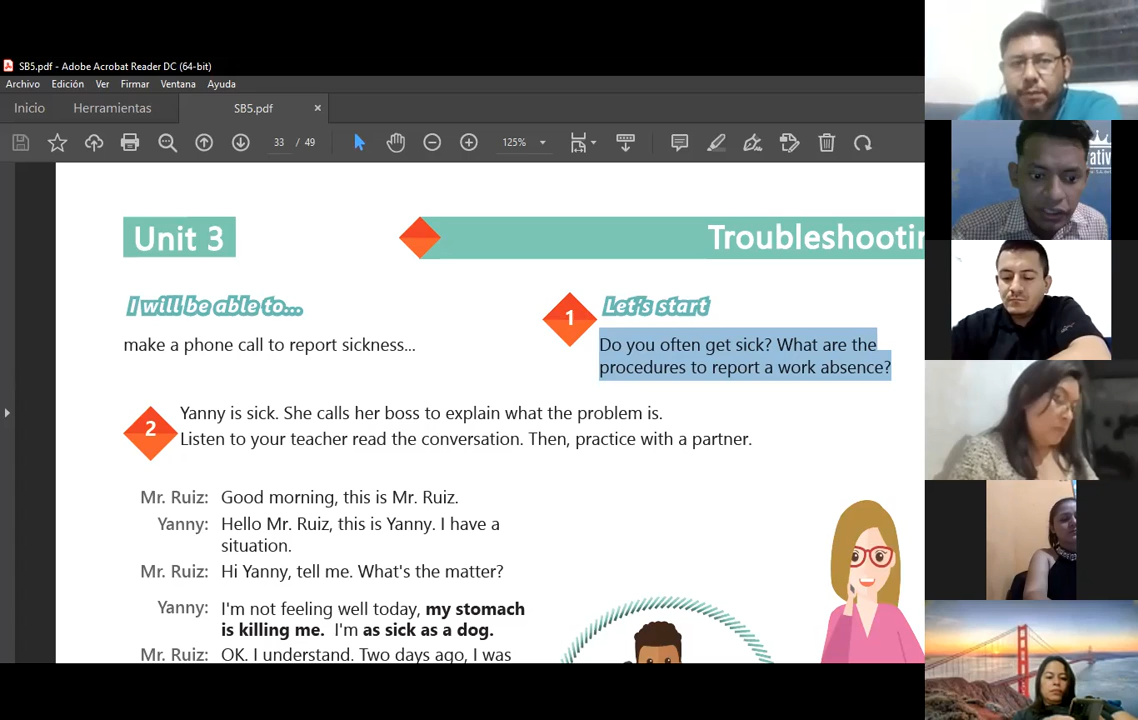 SB5.pdf - Adobe Acrobat Reader DC (64-bit)
Archivo Edición Ver Firmar Ventana Ayuda
Inicio Herramientas SB5.pdf ×
33 / 49 125%
Unit 3
Troubleshootin
I will be able to...
make a phone call to report sickness...
1 Let's start
Do you often get sick? What are the
procedures to report a work absence?
2 Yanny is sick. She calls her boss to explain what the problem is.
Listen to your teacher read the conversation. Then, practice with a partner.
Mr. Ruiz: Good morning, this is Mr. Ruiz.
Yanny: Hello Mr. Ruiz, this is Yanny. I have a
situation.
Mr. Ruiz: Hi Yanny, tell me. What's the matter?
Yanny: I'm not feeling well today, my stomach
is killing me. I'm as sick as a dog.
Mr. Ruiz: OK. I understand. Two days ago, I was